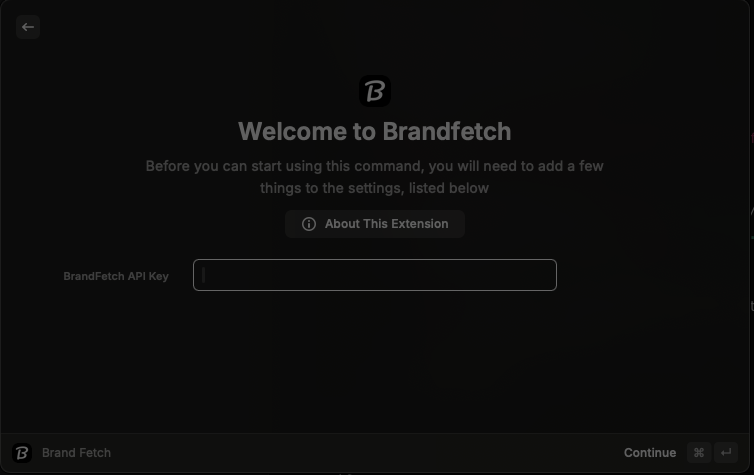 B
Welcome to Brandfetch
Before you can start using this command, you will need to add a few
things to the settings, listed below
About This Extension
BrandFetch API Key
B
Brand Fetch
Continue ⌘ ↵